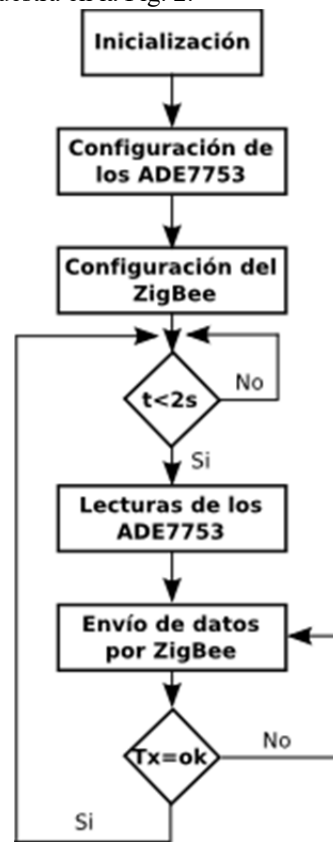 Inicialización
Configuración de
los ADE7753
Configuración del
ZigBee
No
t<2s
Si
Lecturas de los
ADE7753
Envío de datos
por ZigBee
No
Tx=ok
Si